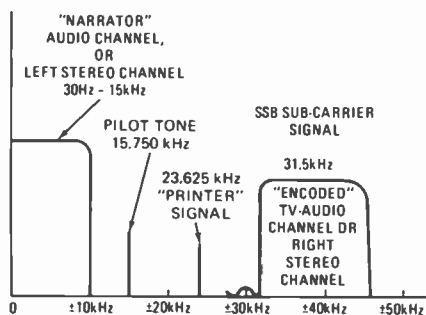 "NARRATOR"
AUDIO CHANNEL,
OR
LEFT STEREO CHANNEL
30Hz - 15kHz
PILOT TONE
15.750 kHz
23.625 kHz
"PRINTER"
SIGNAL
SSB SUB-CARRIER
SIGNAL
31.5kHz
"ENCODED"
TV-AUDIO
CHANNEL DR
RIGHT
STEREO
CHANNEL
0 ±10kHz ±20kHz ±30kHz ±40kHz ±50kHz